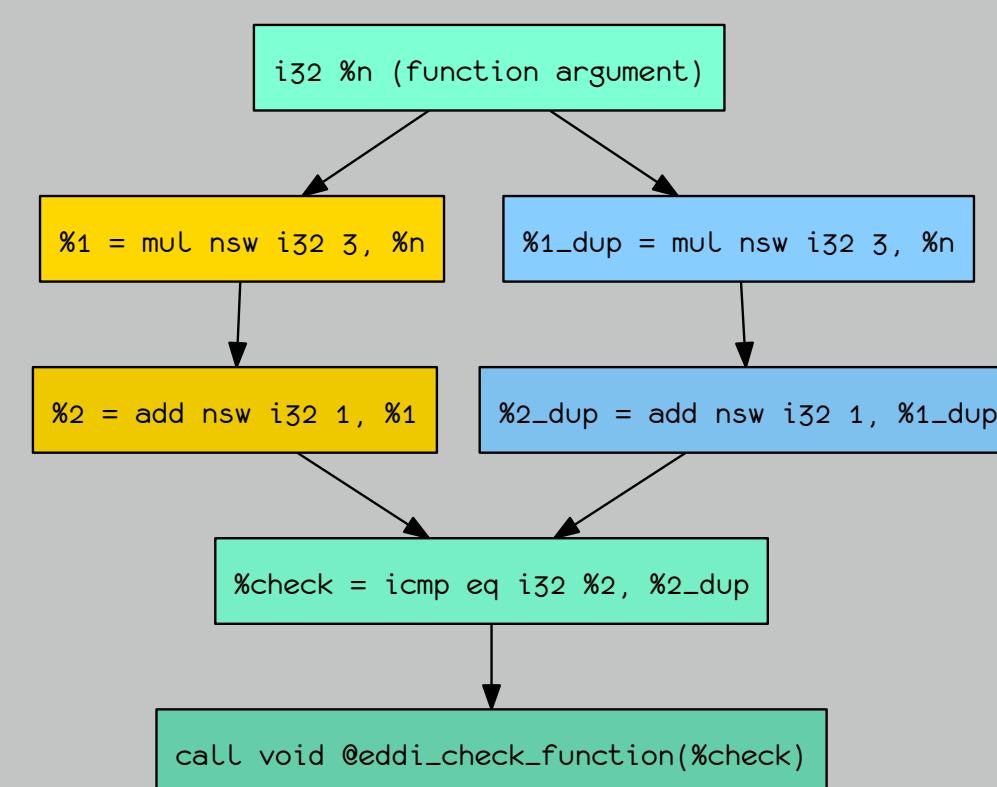 i32 %n (function argument)
%1 = mul nsw i32 3, %n
%1_dup = mul nsw i32 3, %n
%2 = add nsw i32 1, %1
%2_dup = add nsw i32 1, %1_dup
%check = icmp eq i32 %2, %2_dup
call void @eddi_check_function(%check)